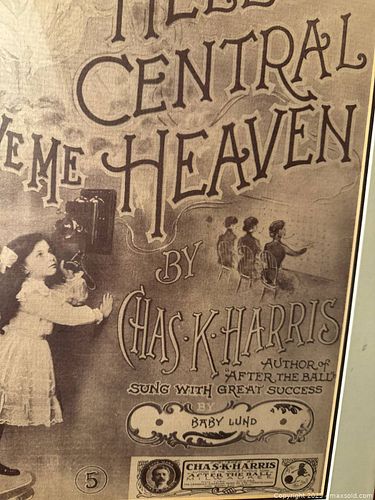 HELL
CENTRAL
VE ME HEAVEN
BY
CHAS·K·HARRIS
AUTHOR OF
"AFTER THE BALL"
SUNG WITH GREAT SUCCESS
BY
BABY LUND
5
CHAS·K·HARRIS
AFTER THE BALL